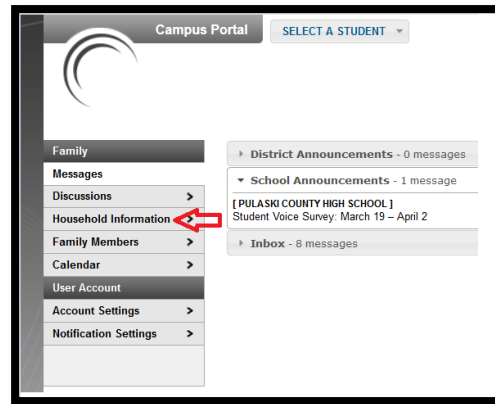 Campus Portal
SELECT A STUDENT
Family
Messages
Discussions
Household Information
Family Members
Calendar
User Account
Account Settings
Notification Settings
District Announcements - 0 messages
School Announcements - 1 message
[ PULASKI COUNTY HIGH SCHOOL ]
Student Voice Survey: March 19 – April 2
Inbox - 8 messages